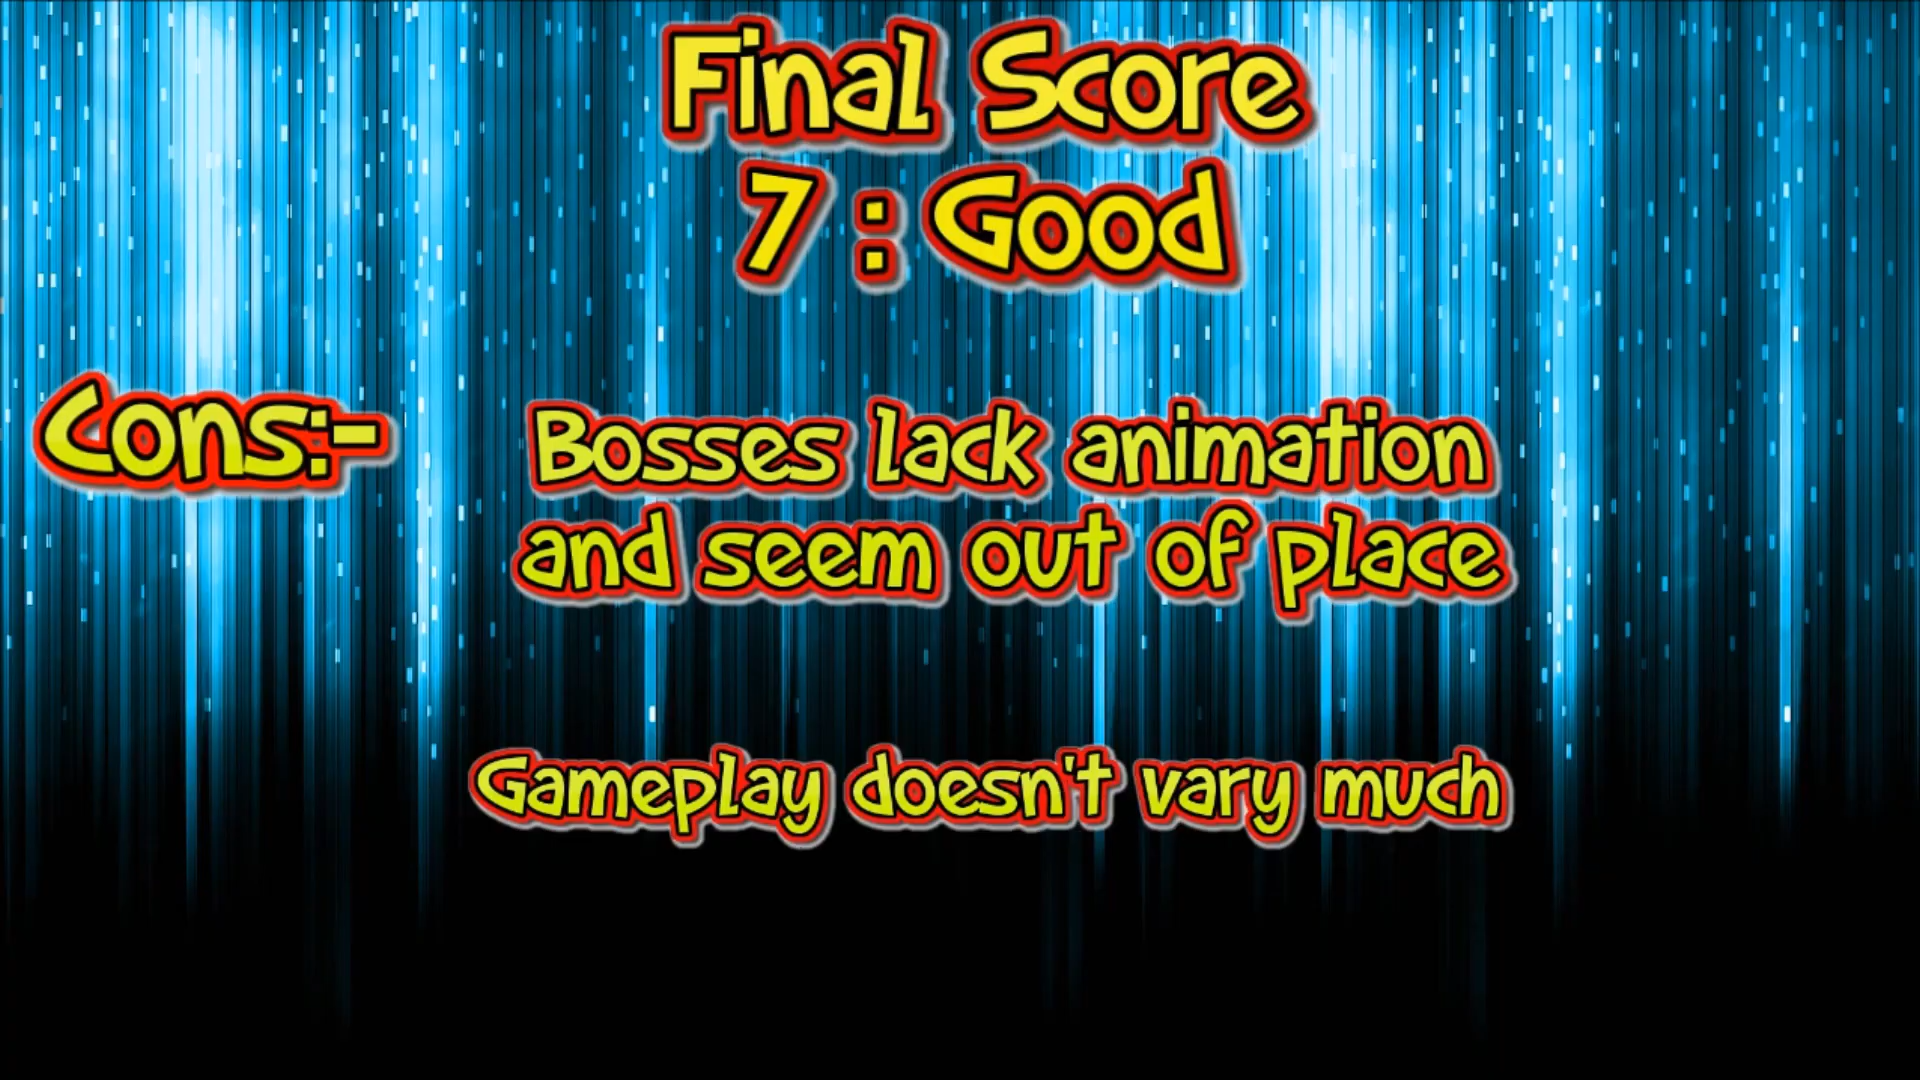 Final Score
7 : Good
Cons:-
Bosses lack animation
and seem out of place
Gameplay doesn't vary much